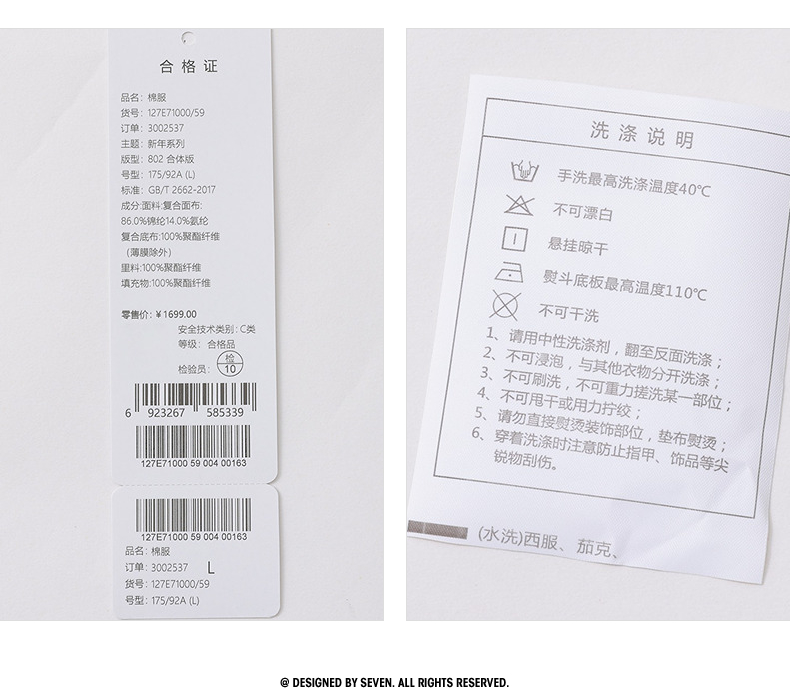 合格证
品名：棉服
货号：127E71000/59
订单：3002537
主题：新年系列
版型：802 合体版
号型：175/92A (L)
标准：GB/T 2662-2017
成分:面料:复合面布:
86.0%锦纶14.0%氨纶
复合底布:100%聚酯纤维
（薄膜除外）
里料:100%聚酯纤维
填充物:100%聚酯纤维
零售价：¥ 1699.00
安全技术类别：C类
等级：合格品
检验员：检 10
6 923267 585339
127E71000 59 004 00163
127E71000 59 004 00163
品名：棉服
订单：3002537 L
货号：127E71000/59
号型：175/92A (L)
洗涤说明
手洗最高洗涤温度40℃
不可漂白
悬挂晾干
熨斗底板最高温度110℃
不可干洗
1、请用中性洗涤剂，翻至反面洗涤；
2、不可浸泡，与其他衣物分开洗涤；
3、不可刷洗，不可重力搓洗某一部位；
4、不可甩干或用力拧绞；
5、请勿直接熨烫装饰部位，垫布熨烫；
6、穿着洗涤时注意防止指甲、饰品等尖
锐物刮伤。
(水洗)西服、茄克、
@ DESIGNED BY SEVEN. ALL RIGHTS RESERVED.